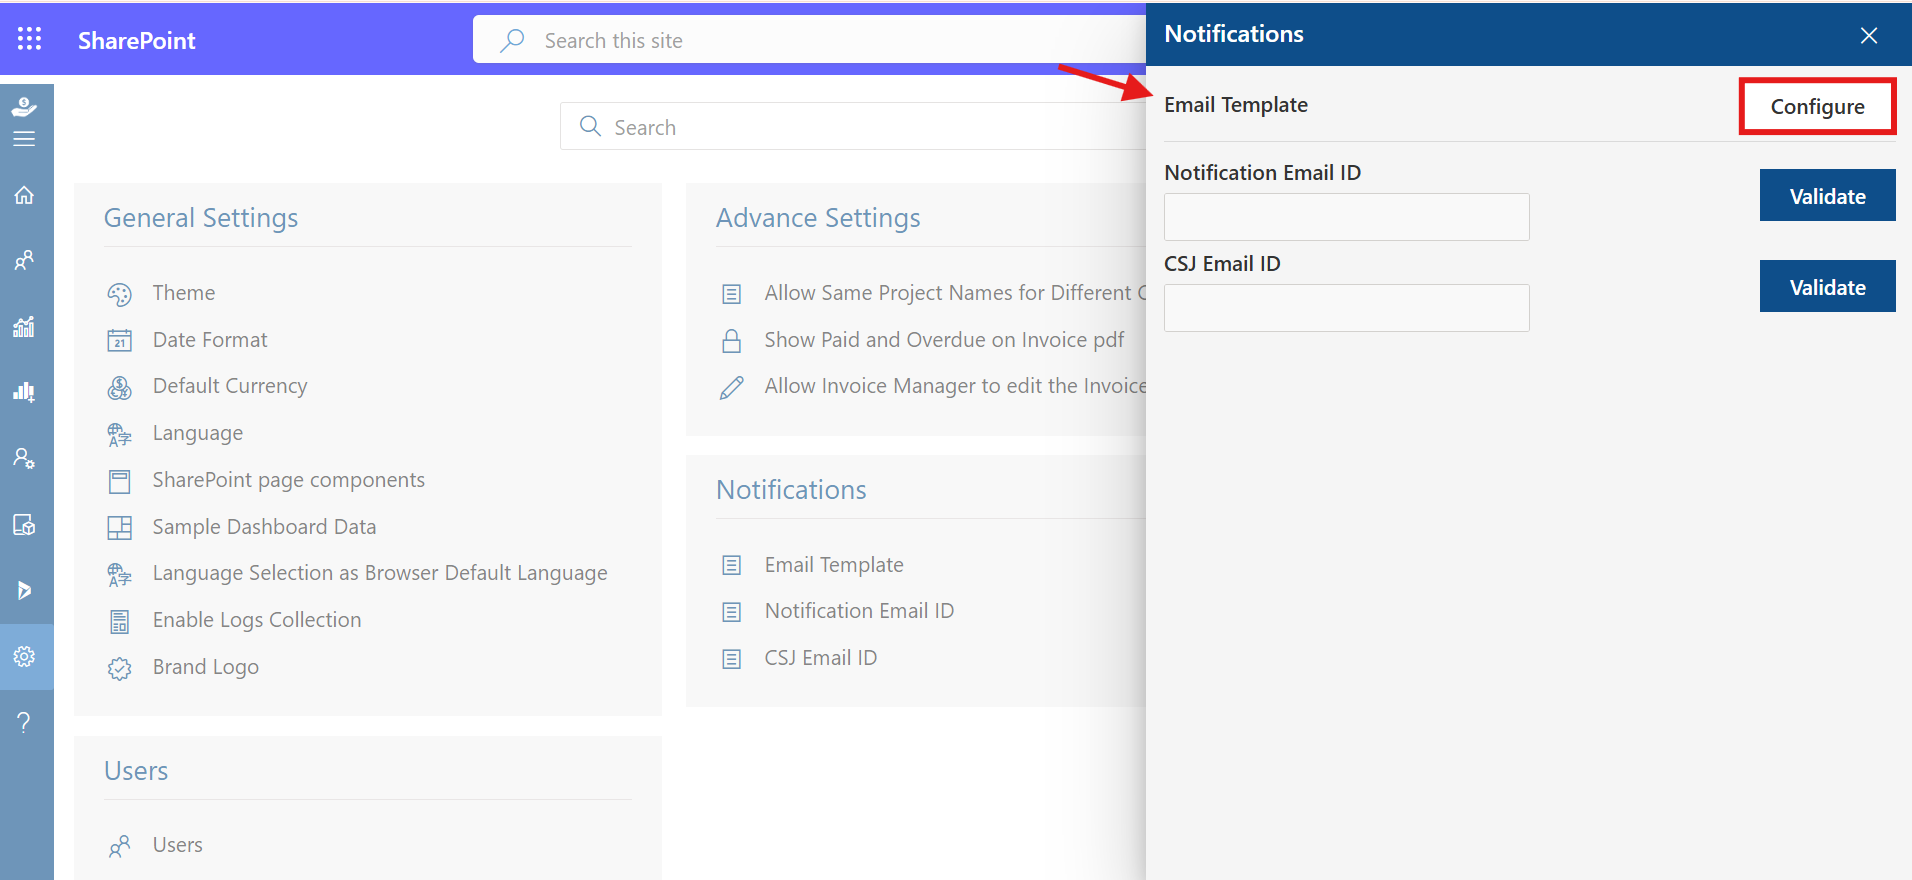 SharePoint
Search this site
Search
General Settings
Theme
21
Date Format
Default Currency
Language
SharePoint page components
Sample Dashboard Data
Language Selection as Browser Default Language
Enable Logs Collection
Brand Logo
Users
Users
Advance Settings
Allow Same Project Names for Different C
Show Paid and Overdue on Invoice pdf
Allow Invoice Manager to edit the Invoice
Notifications
Email Template
Notification Email ID
CSJ Email ID
Notifications
Email Template
Configure
Notification Email ID
Validate
CSJ Email ID
Validate